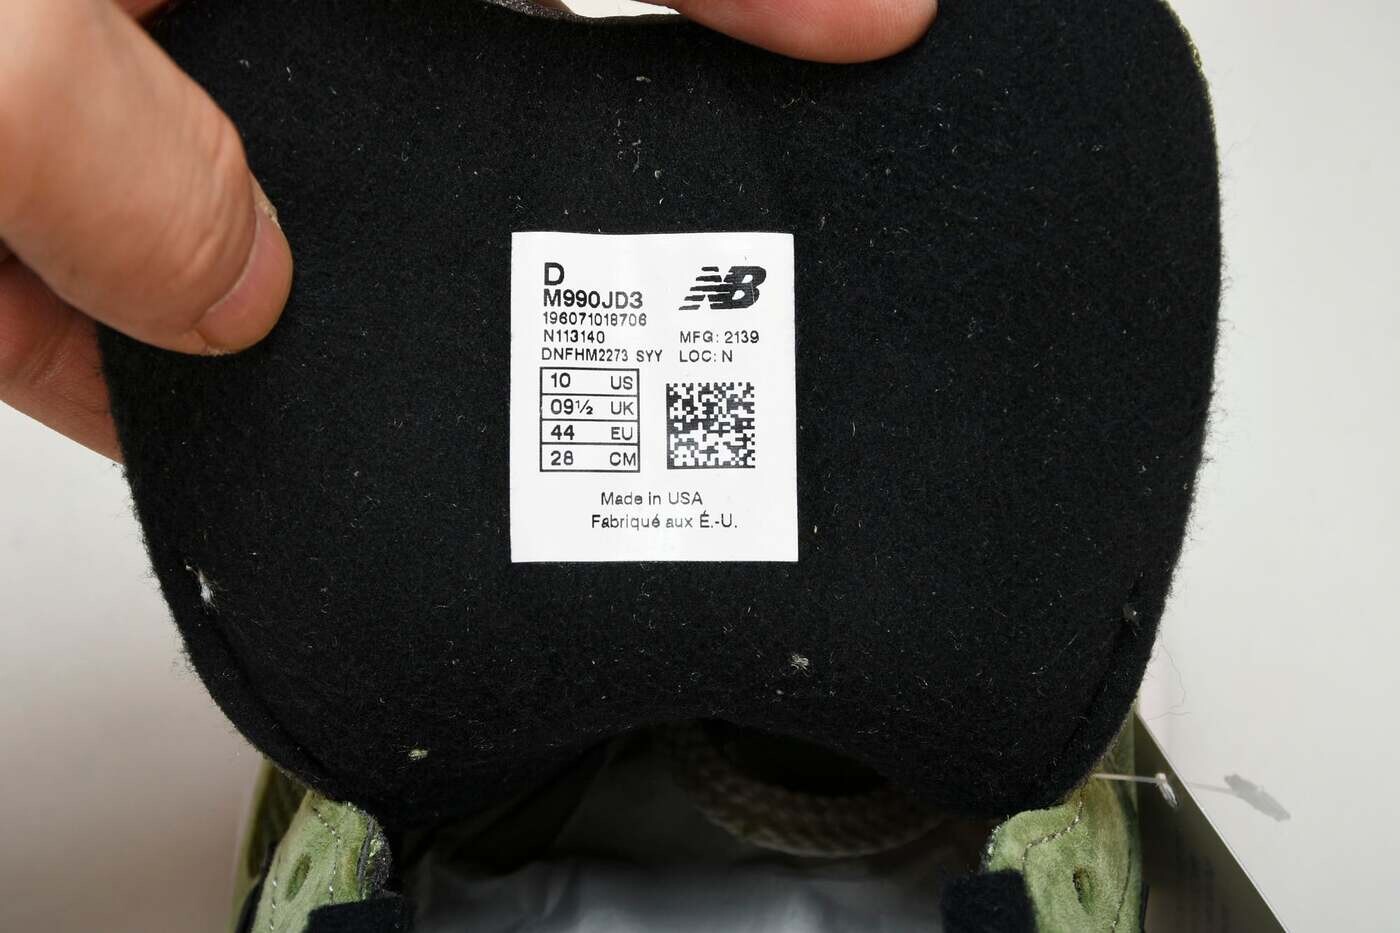 D
NB
M990JD3
196071018706
N113140
MFG: 2139
DNFHM2273 SYY
LOC: N
10 US
09½ UK
44 EU
28 CM
Made in USA
Fabriqué aux É.-U.